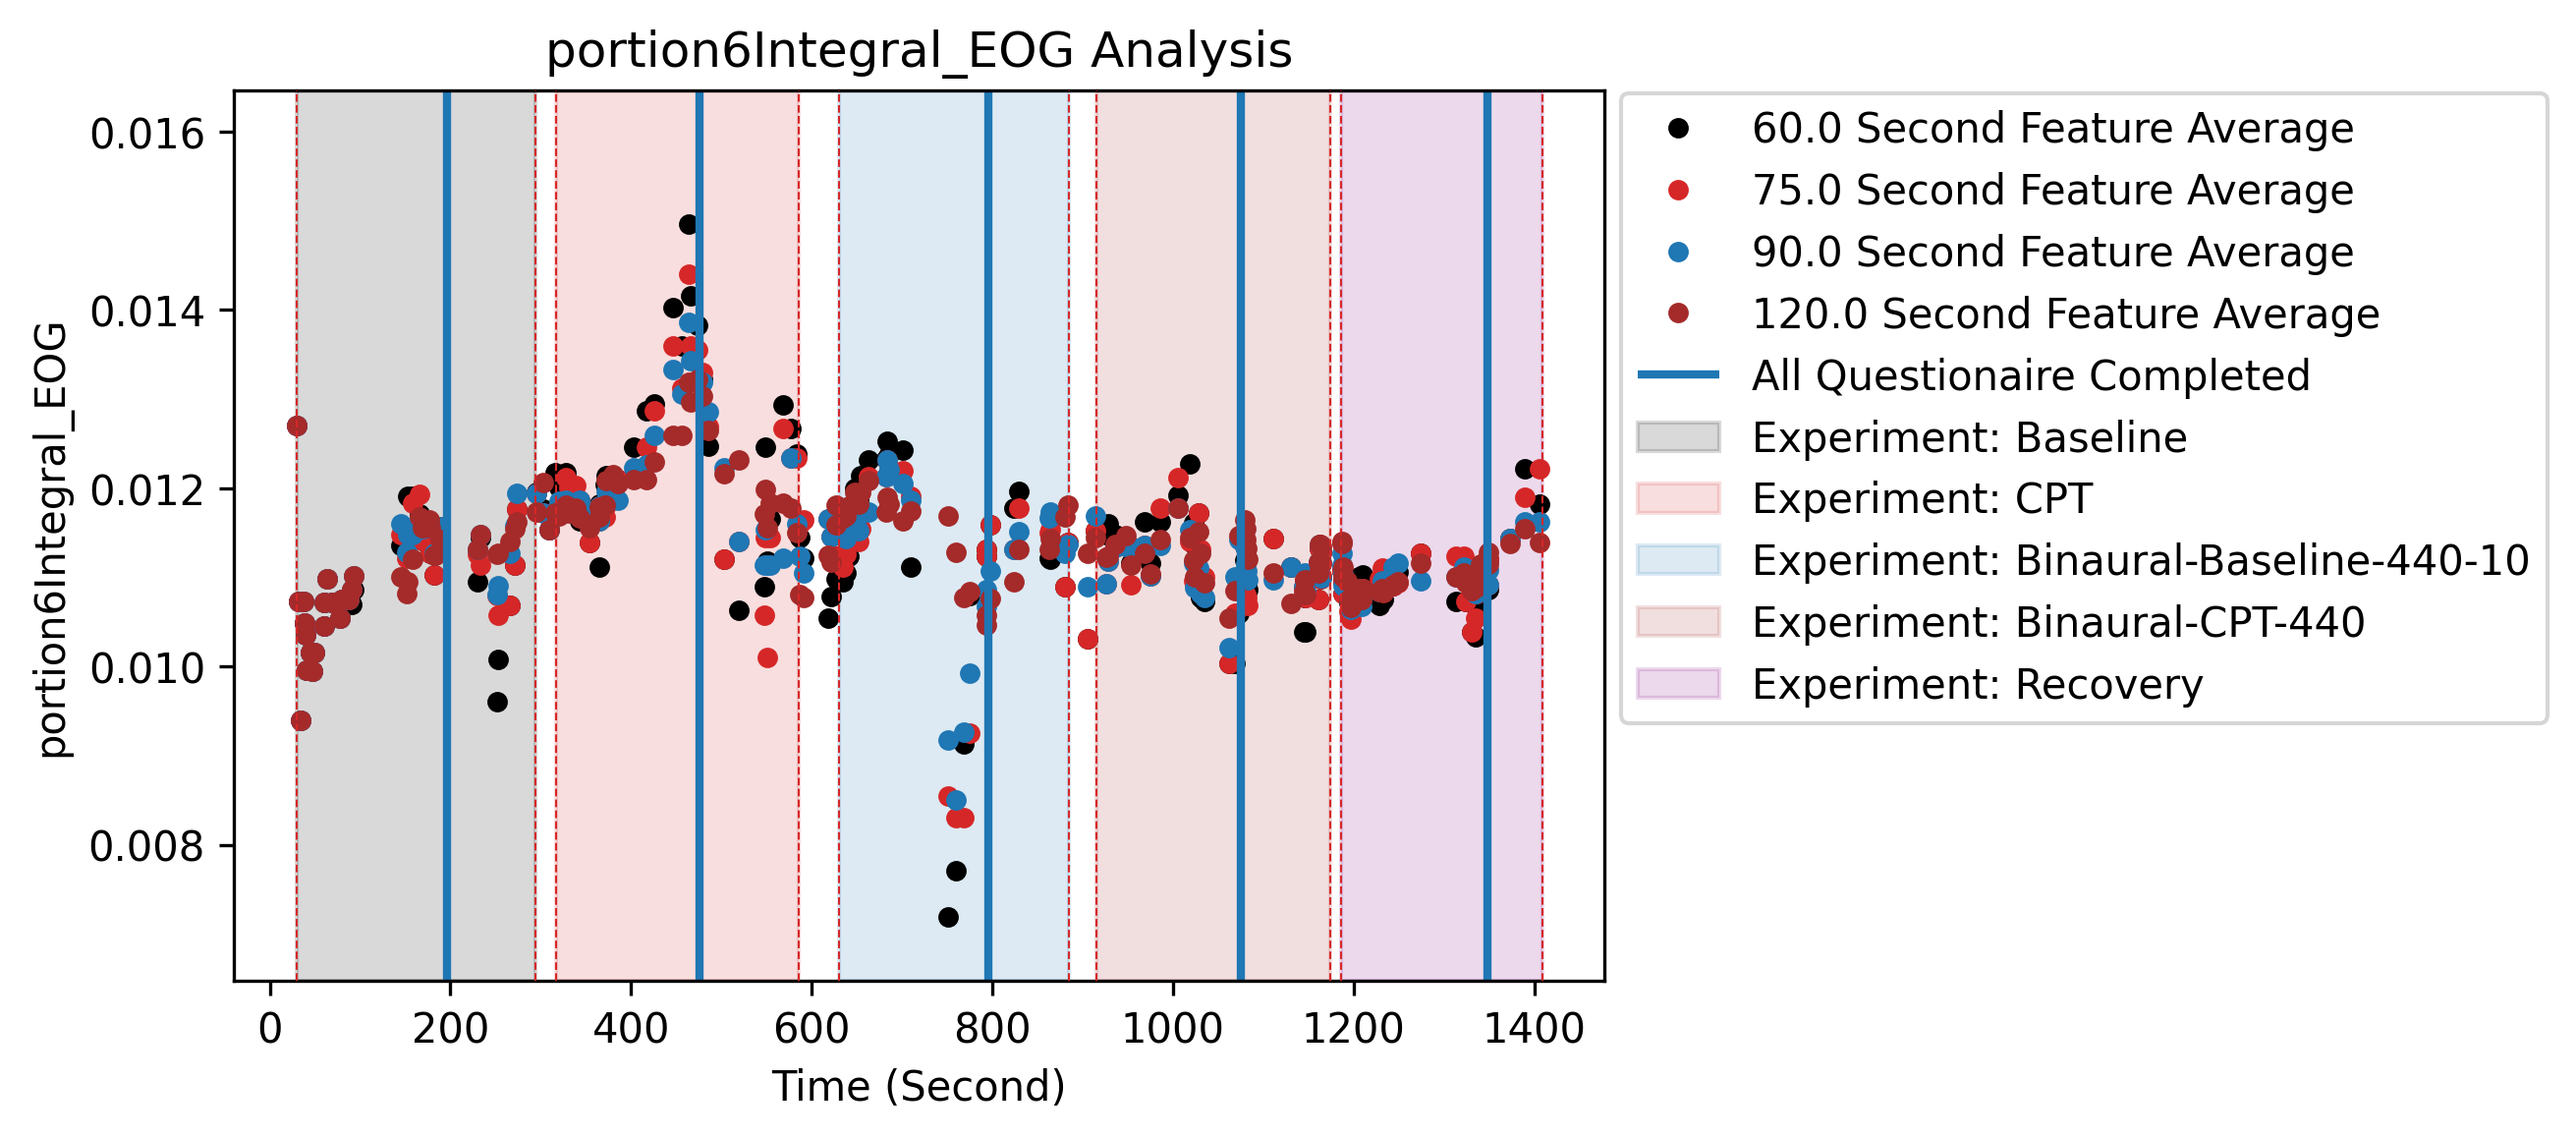 portion6Integral_EOG Analysis
portion6Integral_EOG
0.016
0.014
0.012
0.010
0.008
0 200 400 600 800 1000 1200 1400
Time (Second)
60.0 Second Feature Average
75.0 Second Feature Average
90.0 Second Feature Average
120.0 Second Feature Average
All Questionaire Completed
Experiment: Baseline
Experiment: CPT
Experiment: Binaural-Baseline-440-10
Experiment: Binaural-CPT-440
Experiment: Recovery